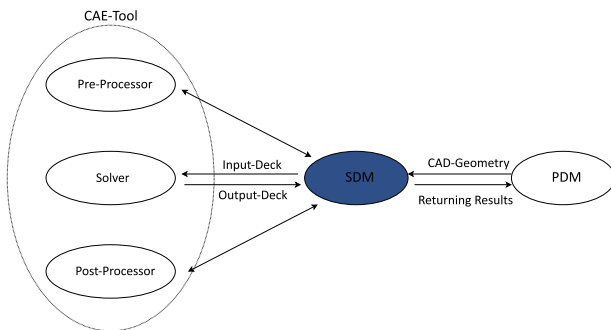 CAE-Tool
Pre-Processor
Input-Deck
CAD-Geometry
Solver
SDM
PDM
Output-Deck
Returning Results
Post-Processor